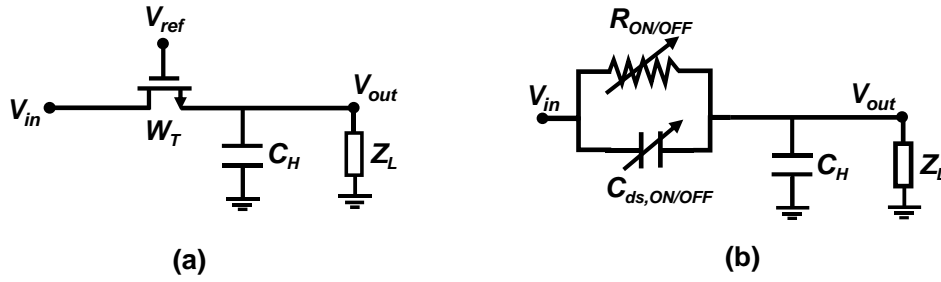 V_ref
V_in
W_T
V_out
C_H
Z_L
(a)
R_ON/OFF
V_in
C_ds,ON/OFF
V_out
C_H
Z_L
(b)